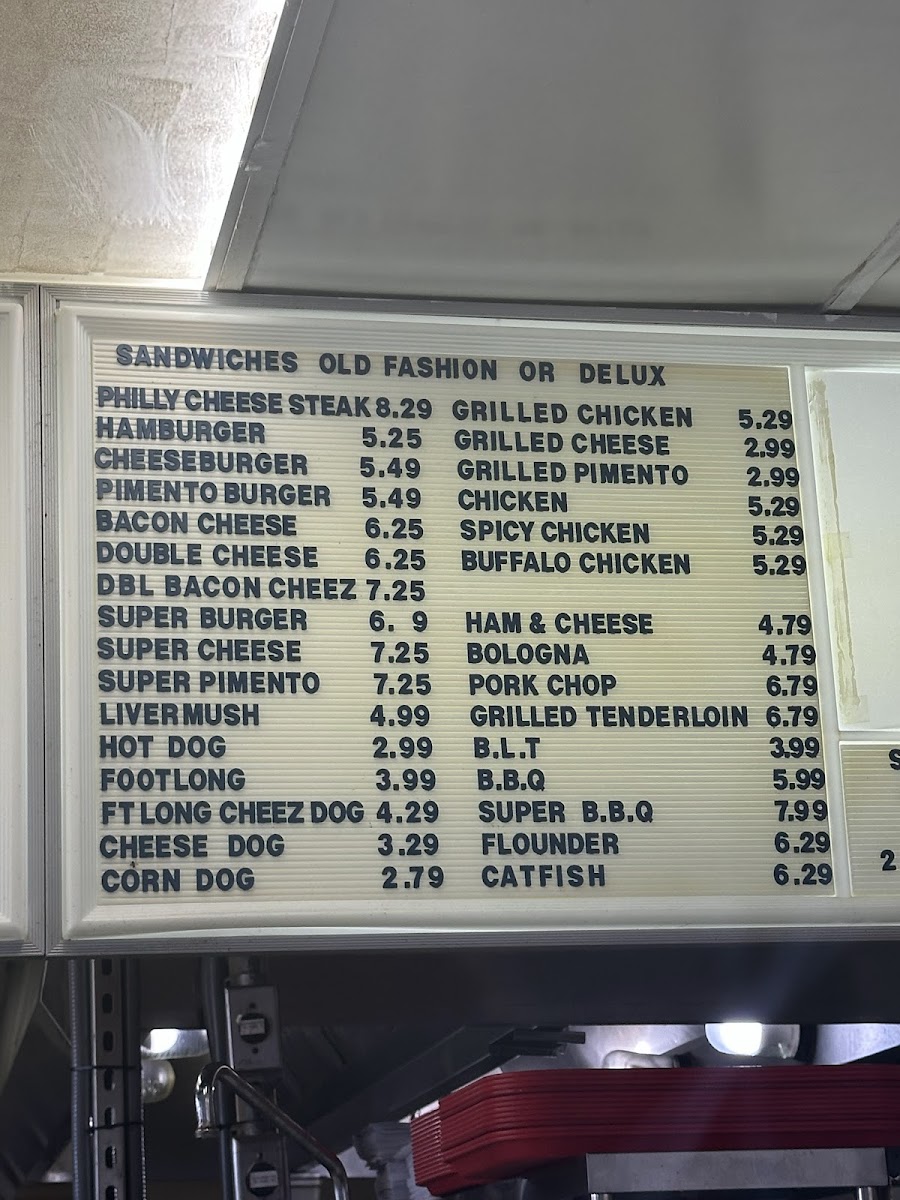 SANDWICHES OLD FASHION OR DELUX
PHILLY CHEESE STEAK 8.29
HAMBURGER 5.25
CHEESEBURGER 5.49
PIMENTO BURGER 5.49
BACON CHEESE 6.25
DOUBLE CHEESE 6.25
DBL BACON CHEEZ 7.25
SUPER BURGER 6. 9
SUPER CHEESE 7.25
SUPER PIMENTO 7.25
LIVERMUSH 4.99
HOT DOG 2.99
FOOTLONG 3.99
FTLONG CHEEZ DOG 4.29
CHEESE DOG 3.29
CORN DOG 2.79
GRILLED CHICKEN 5.29
GRILLED CHEESE 2.99
GRILLED PIMENTO 2.99
CHICKEN 5.29
SPICY CHICKEN 5.29
BUFFALO CHICKEN 5.29
HAM & CHEESE 4.79
BOLOGNA 4.79
PORK CHOP 6.79
GRILLED TENDERLOIN 6.79
B.L.T 3.99
B.B.Q 5.99
SUPER B.B.Q 7.99
FLOUNDER 6.29
CATFISH 6.29
S
2